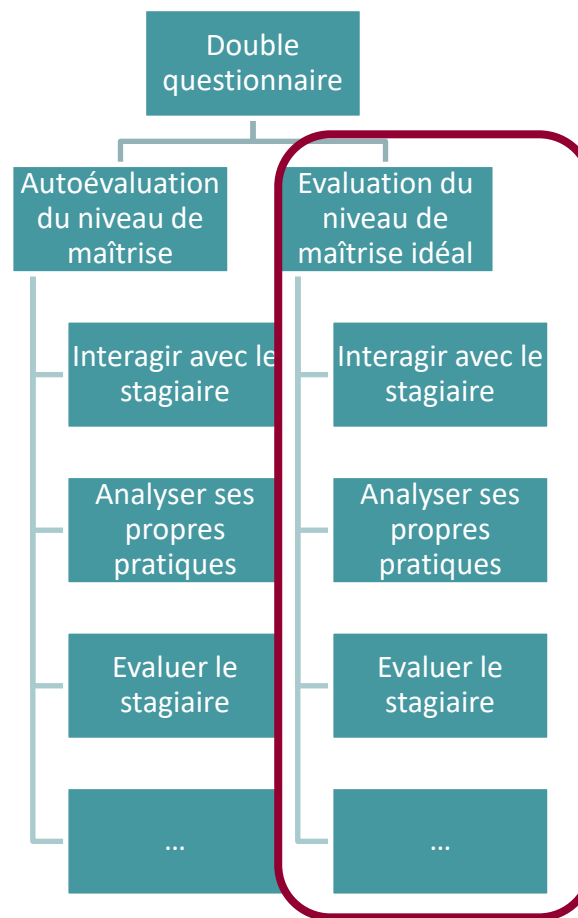 Double
questionnaire
Autoévaluation
du niveau de
maîtrise
Evaluation du
niveau de
maîtrise idéal
Interagir avec le
stagiaire
Interagir avec le
stagiaire
Analyser ses
propres
pratiques
Analyser ses
propres
pratiques
Evaluer le
stagiaire
Evaluer le
stagiaire
...
...